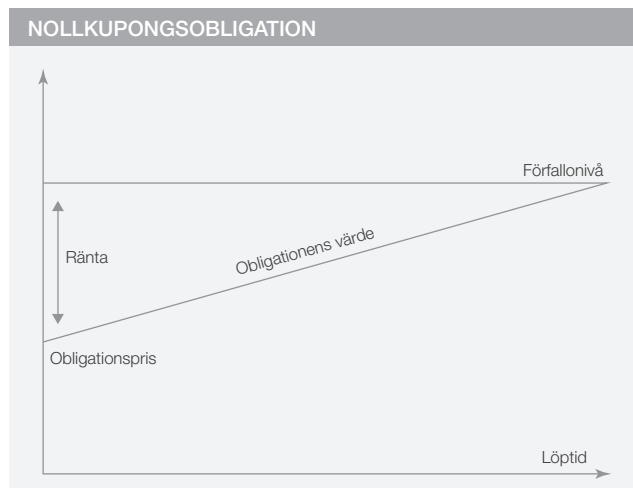 NOLLKUPONGSOBLIGATION
Förfallonivå
Obligationens värde
Ränta
Obligationspris
Löptid